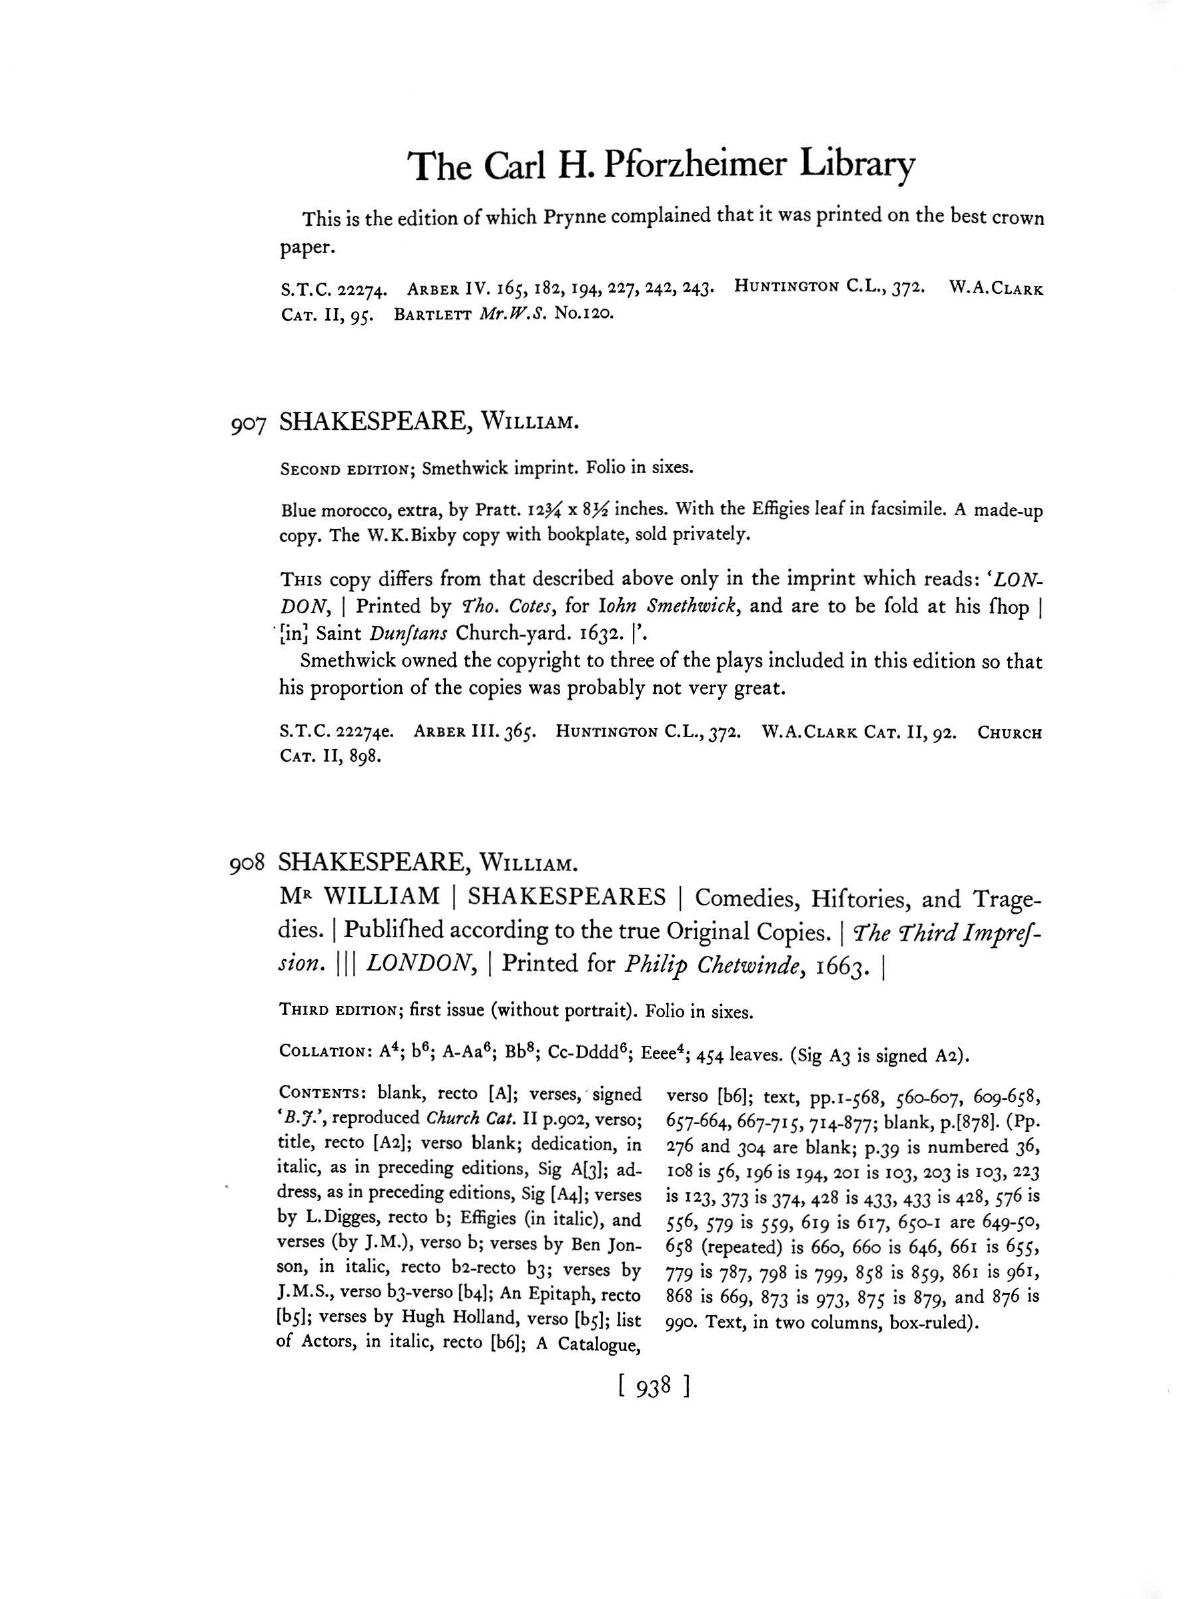 The Carl H. Pforzheimer Library
This is the edition of which Prynne complained that it was printed on the best crown
paper.
S.T.C. 22274. ARBER IV. 165, 182, 194, 227, 242, 243. HUNTINGTON C.L., 372. W.A.CLARK
CAT. II, 95. BARTLETT Mr.W.S. No.120.
907 SHAKESPEARE, WILLIAM.
SECOND EDITION; Smethwick imprint. Folio in sixes.
Blue morocco, extra, by Pratt. 12¾ x 8½ inches. With the Effigies leaf in facsimile. A made-up
copy. The W.K.Bixby copy with bookplate, sold privately.
THIS copy differs from that described above only in the imprint which reads: ‘LON-
DON, | Printed by Tho. Cotes, for Iohn Smethwick, and are to be ſold at his ſhop |
[in] Saint Dunſtans Church-yard. 1632. |’.
Smethwick owned the copyright to three of the plays included in this edition so that
his proportion of the copies was probably not very great.
S.T.C. 22274e. ARBER III. 365. HUNTINGTON C.L., 372. W.A.CLARK CAT. II, 92. CHURCH
CAT. II, 898.
908 SHAKESPEARE, WILLIAM.
MR WILLIAM | SHAKESPEARES | Comedies, Hiſtories, and Trage-
dies. | Publiſhed according to the true Original Copies. | The Third Impreſ-
sion. ||| LONDON, | Printed for Philip Chetwinde, 1663. |
THIRD EDITION; first issue (without portrait). Folio in sixes.
COLLATION: A⁴; b⁶; A-Aa⁶; Bb⁸; Cc-Dddd⁶; Eeee⁴; 454 leaves. (Sig A3 is signed A2).
CONTENTS: blank, recto [A]; verses, signed
‘B.J.’, reproduced Church Cat. II p.902, verso;
title, recto [A2]; verso blank; dedication, in
italic, as in preceding editions, Sig A[3]; ad-
dress, as in preceding editions, Sig [A4]; verses
by L.Digges, recto b; Effigies (in italic), and
verses (by J.M.), verso b; verses by Ben Jon-
son, in italic, recto b2-recto b3; verses by
J.M.S., verso b3-verso [b4]; An Epitaph, recto
[b5]; verses by Hugh Holland, verso [b5]; list
of Actors, in italic, recto [b6]; A Catalogue,
verso [b6]; text, pp.1-568, 560-607, 609-658,
657-664, 667-715, 714-877; blank, p.[878]. (Pp.
276 and 304 are blank; p.39 is numbered 36,
108 is 56, 196 is 194, 201 is 103, 203 is 103, 223
is 123, 373 is 374, 428 is 433, 433 is 428, 576 is
556, 579 is 559, 619 is 617, 650-1 are 649-50,
658 (repeated) is 660, 660 is 646, 661 is 655,
779 is 787, 798 is 799, 858 is 859, 861 is 961,
868 is 669, 873 is 973, 875 is 879, and 876 is
990. Text, in two columns, box-ruled).
[ 938 ]